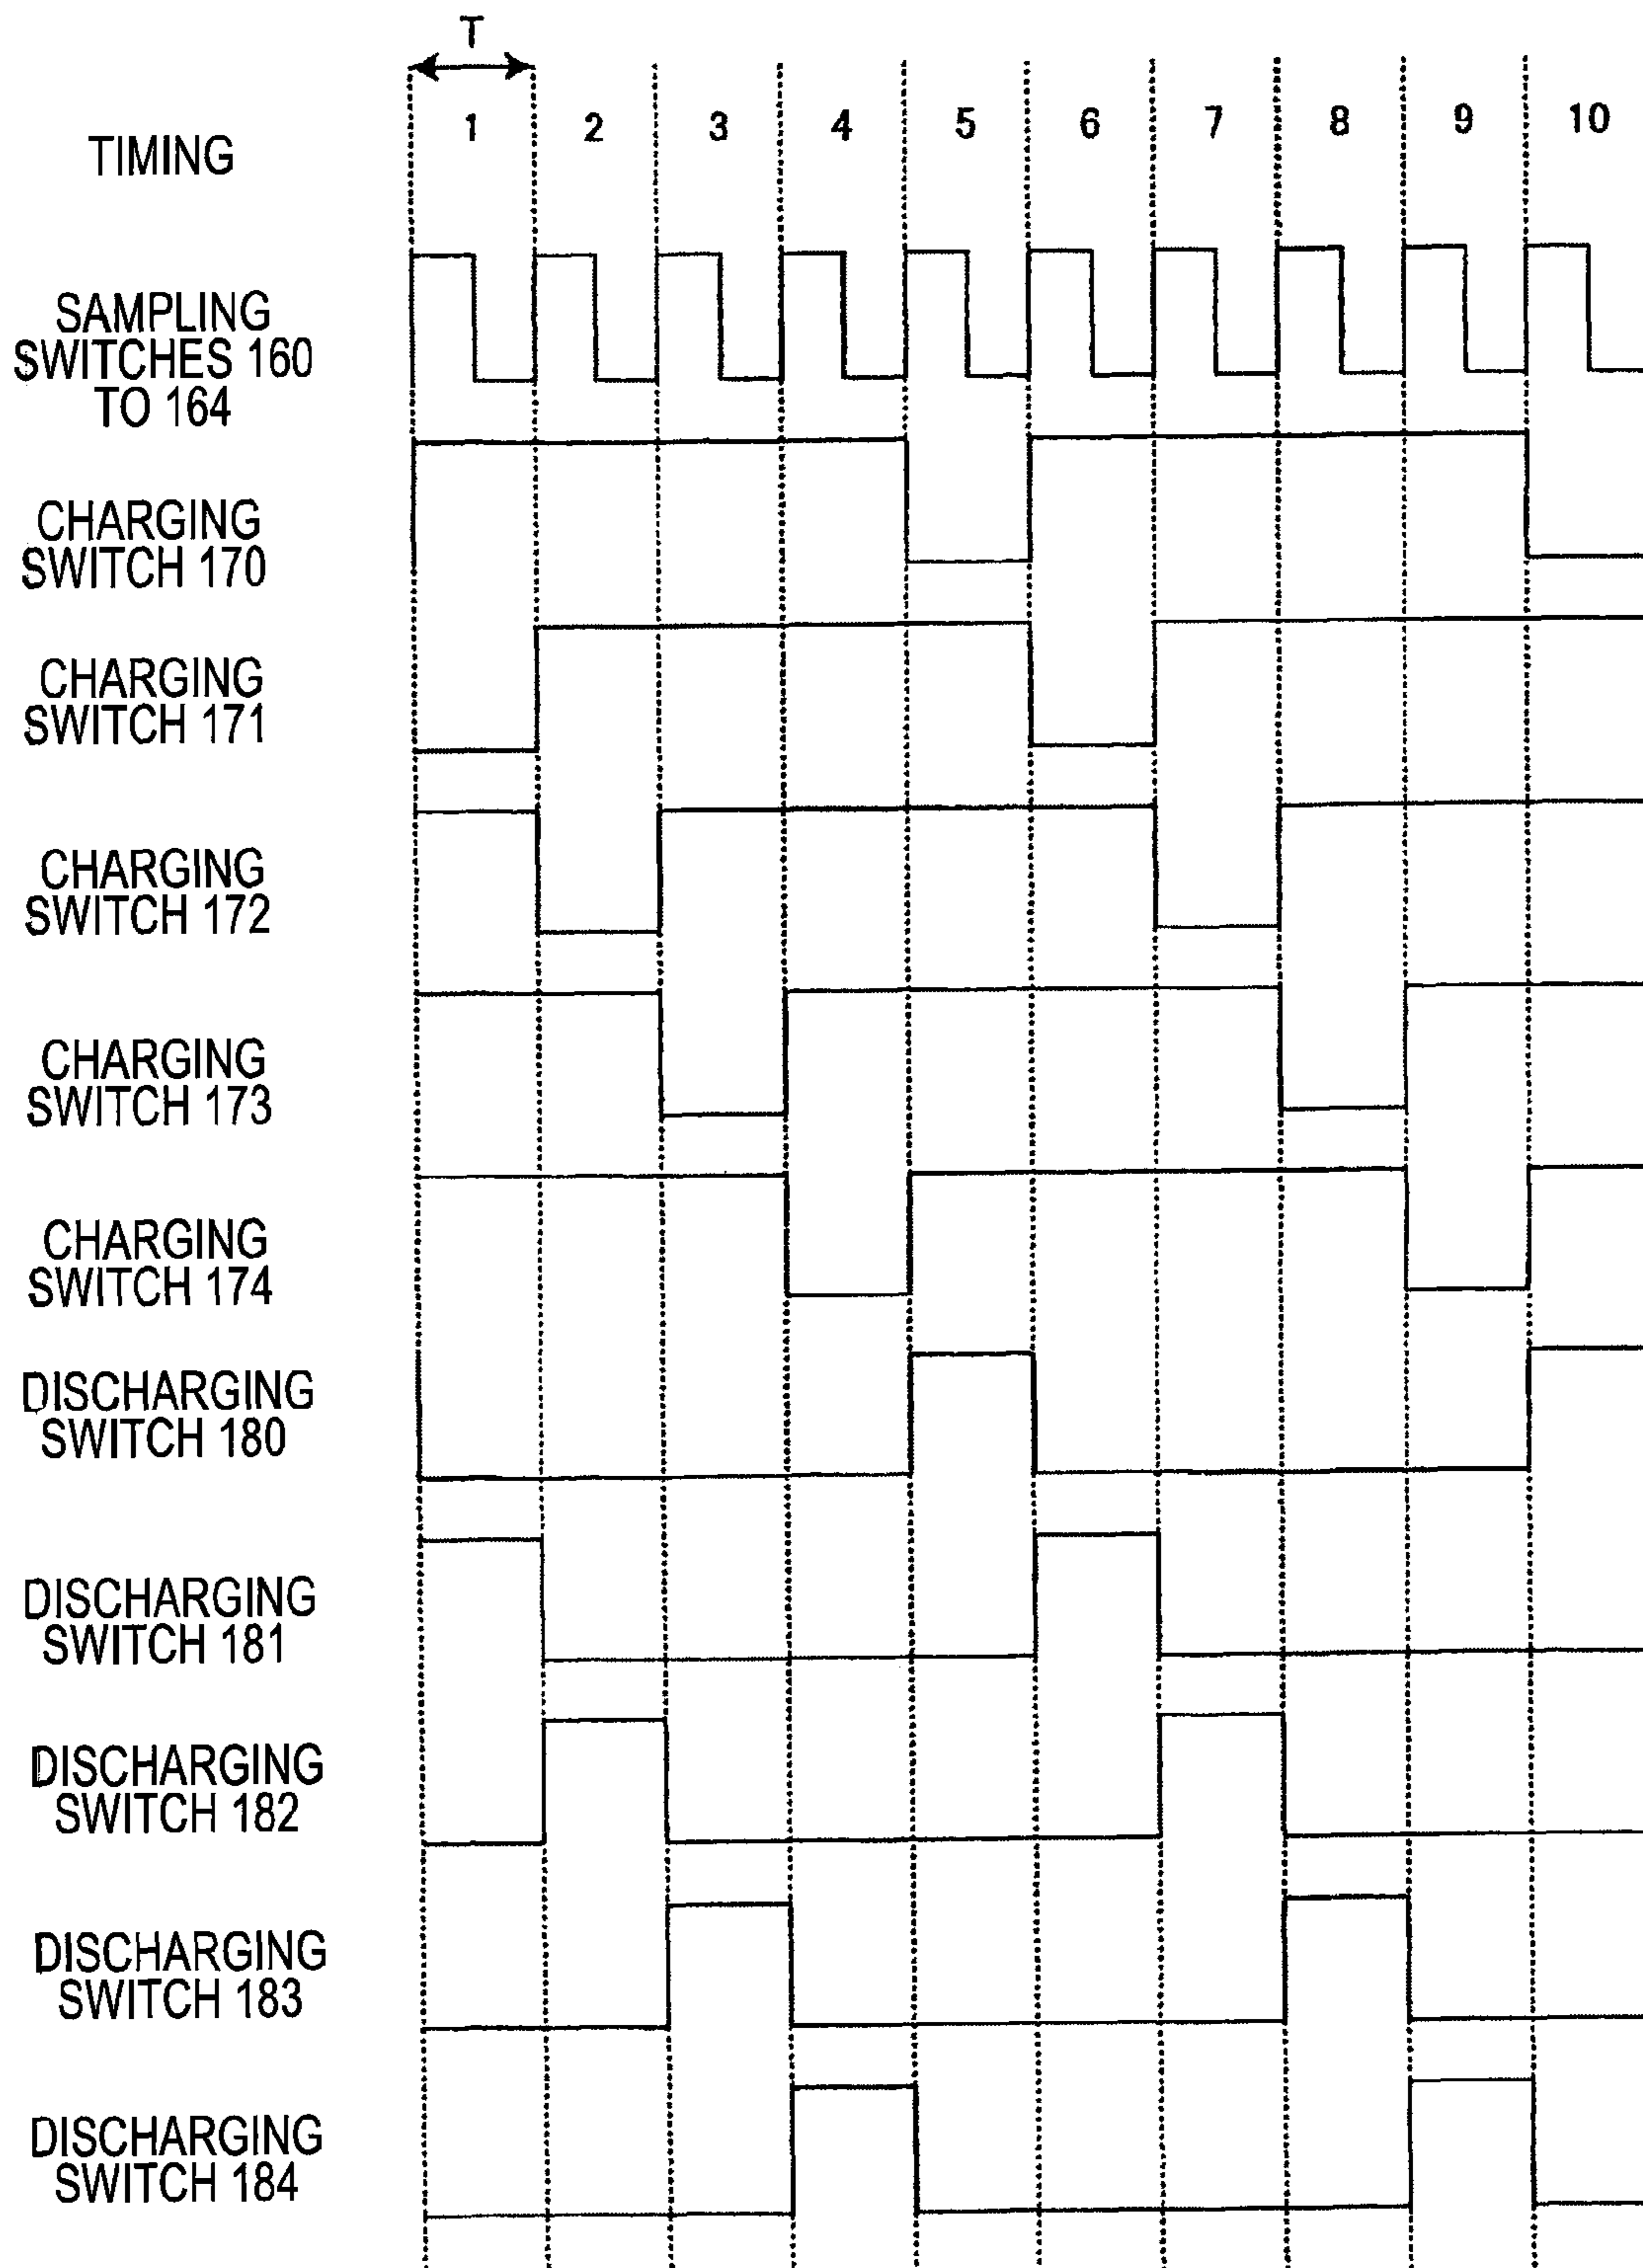 T
TIMING
1 2 3 4 5 6 7 8 9 10
SAMPLING
SWITCHES 160
TO 164
CHARGING
SWITCH 170
CHARGING
SWITCH 171
CHARGING
SWITCH 172
CHARGING
SWITCH 173
CHARGING
SWITCH 174
DISCHARGING
SWITCH 180
DISCHARGING
SWITCH 181
DISCHARGING
SWITCH 182
DISCHARGING
SWITCH 183
DISCHARGING
SWITCH 184